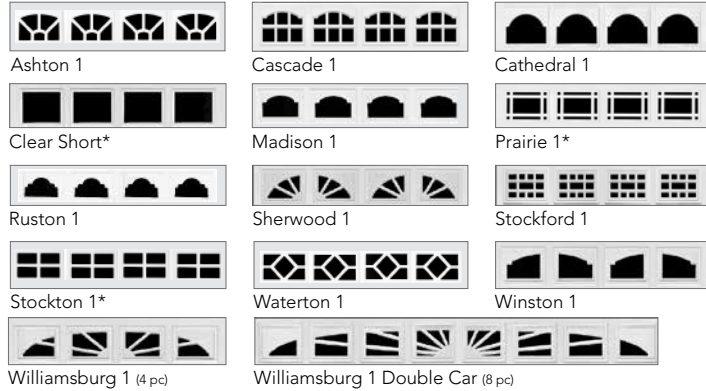 Ashton 1
Cascade 1
Cathedral 1
Clear Short*
Madison 1
Prairie 1*
Ruston 1
Sherwood 1
Stockford 1
Stockton 1*
Waterton 1
Winston 1
Williamsburg 1 (4 pc)
Williamsburg 1 Double Car (8 pc)